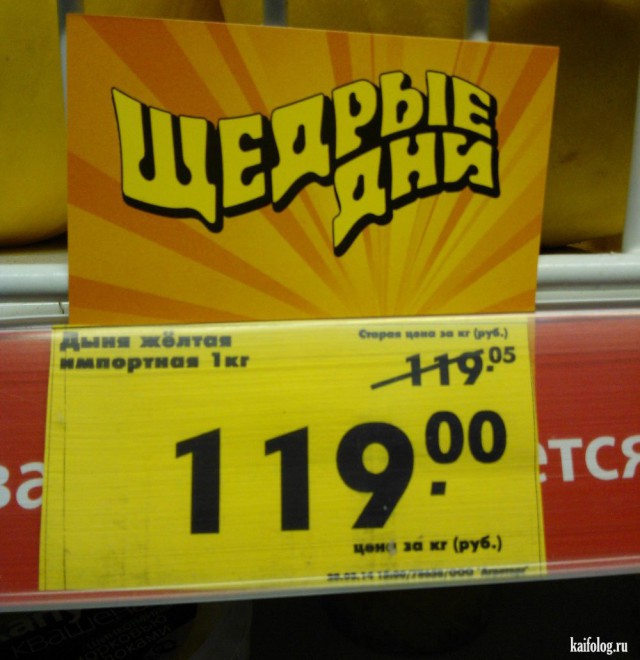 ЩЕДРЫЕ
ДНИ
Дыня жёлтая
импортная 1кг
Старая цена за кг (руб.)
119.05
119.00
цена за кг (руб.)
kaifolog.ru